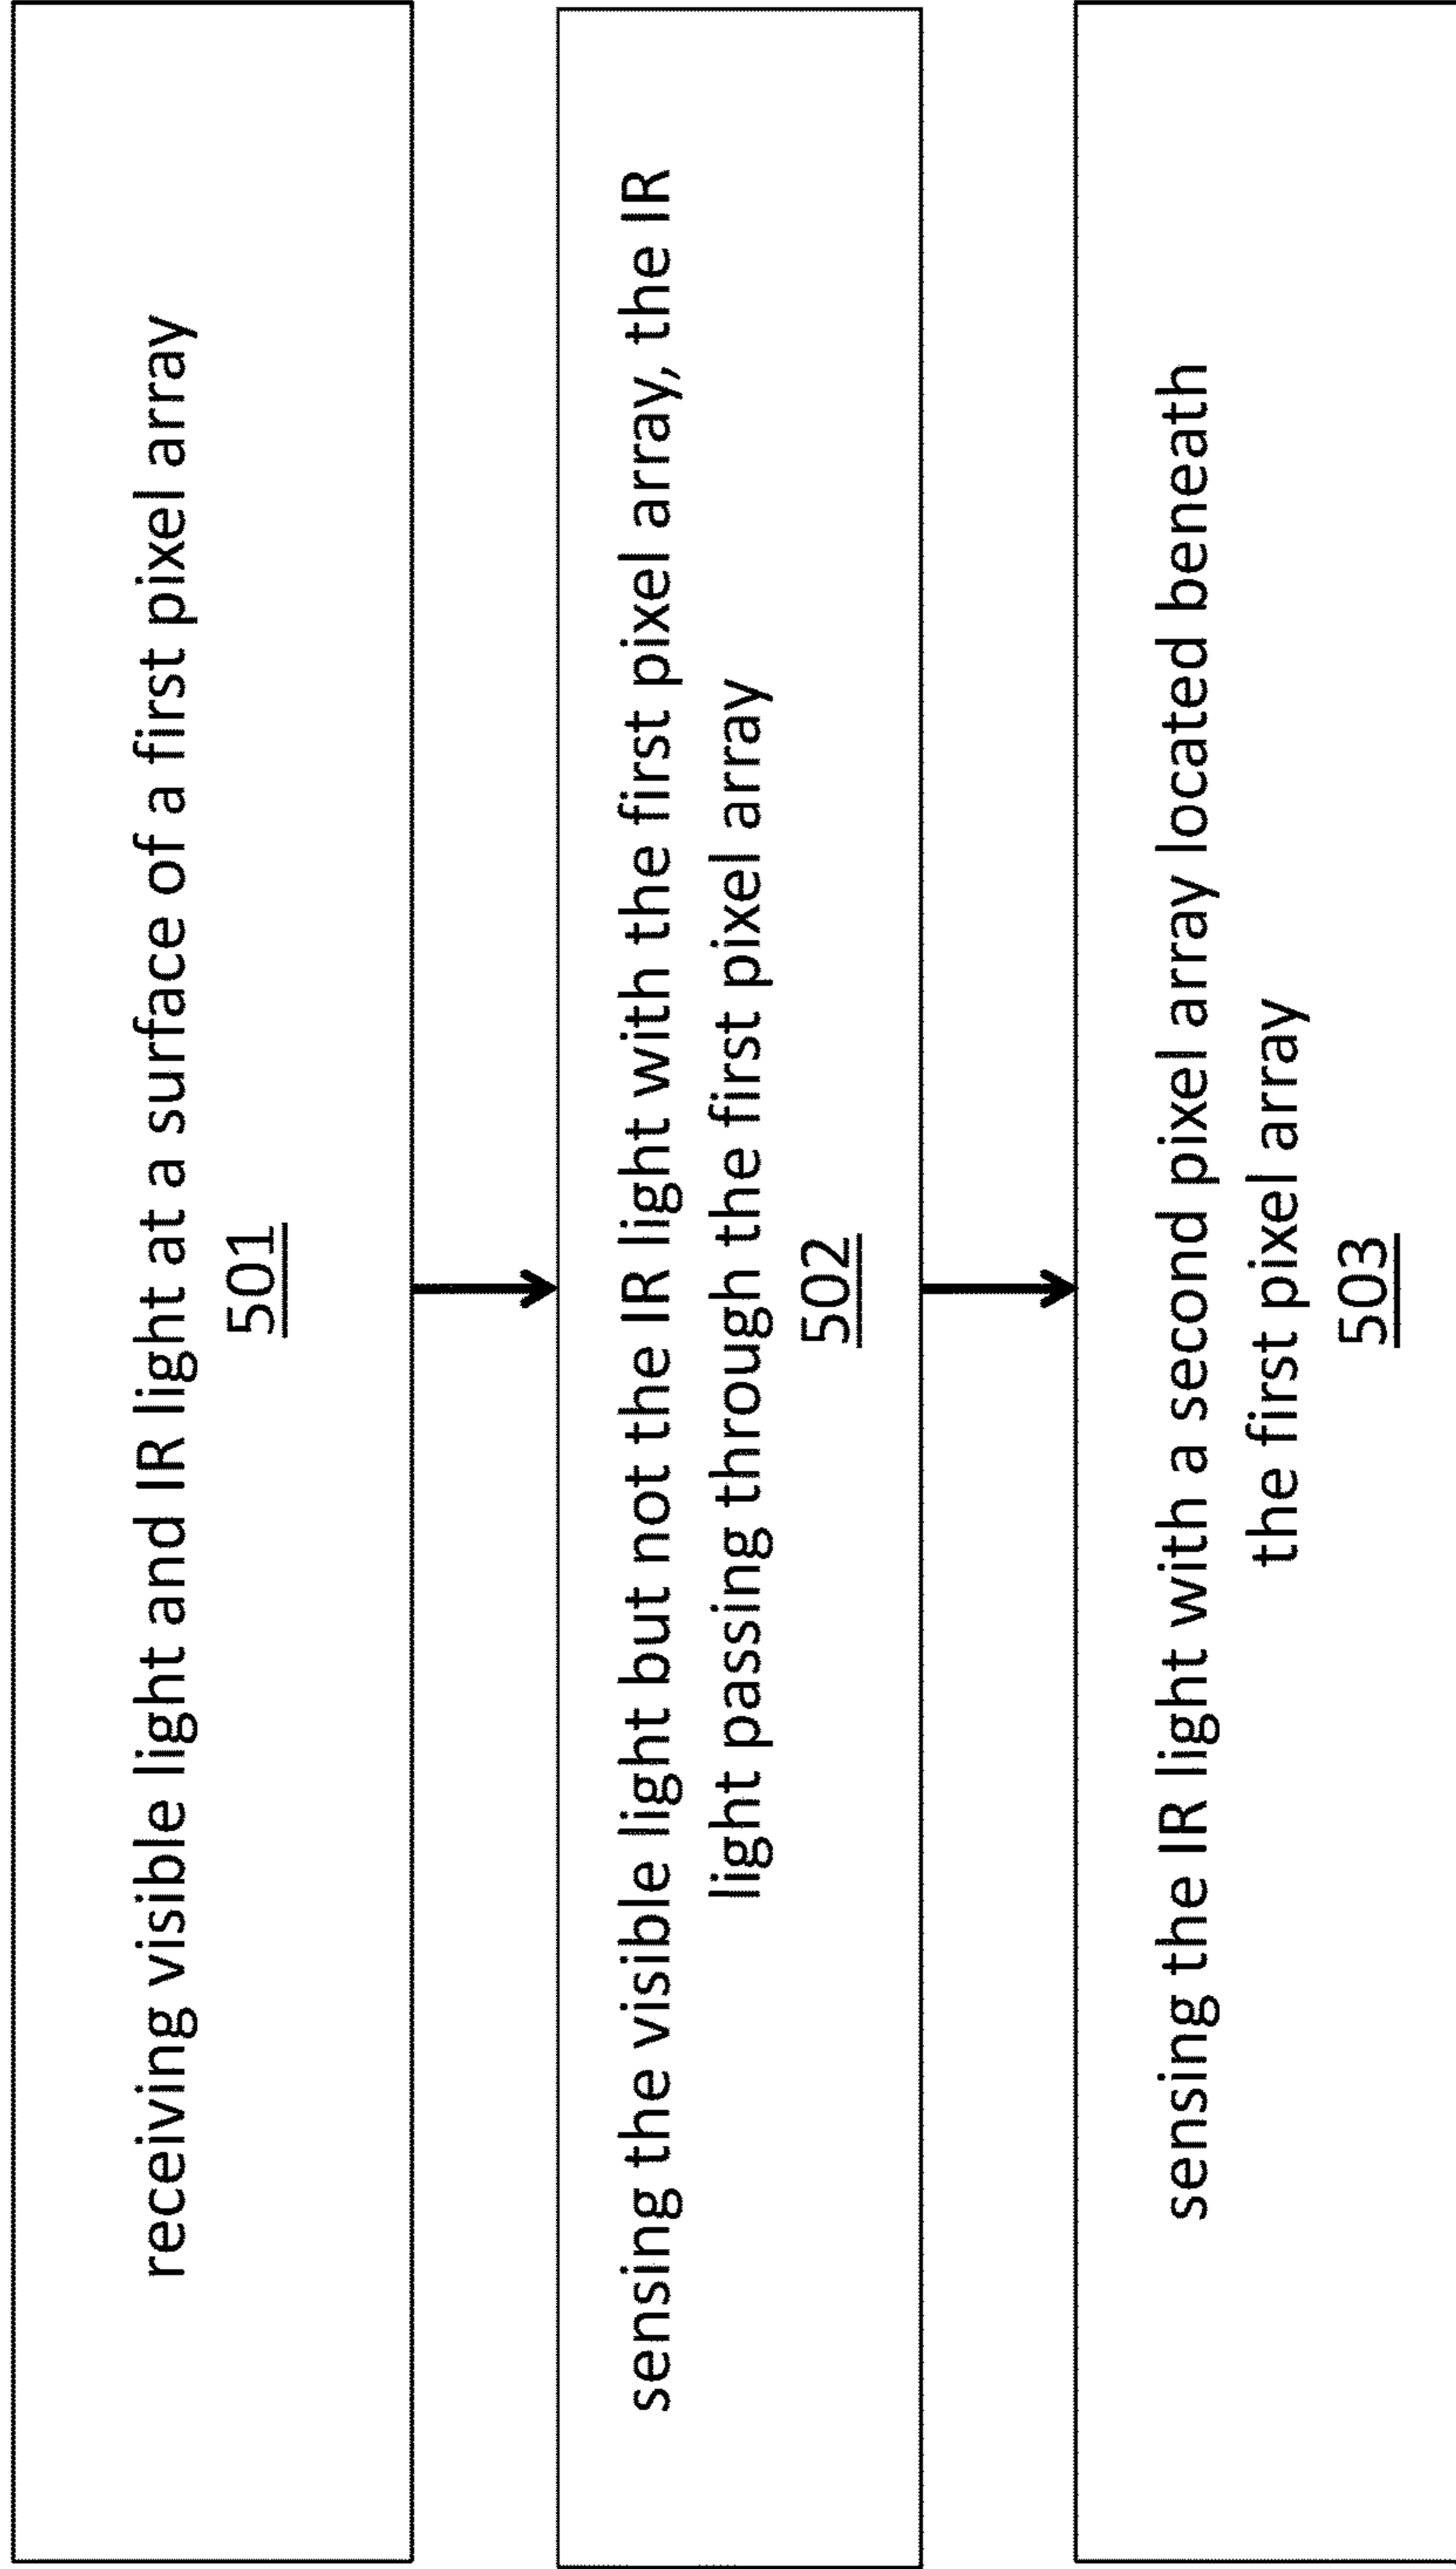 receiving visible light and IR light at a surface of a first pixel array
501
sensing the visible light but not the IR light with the first pixel array, the IR
light passing through the first pixel array
502
sensing the IR light with a second pixel array located beneath
the first pixel array
503